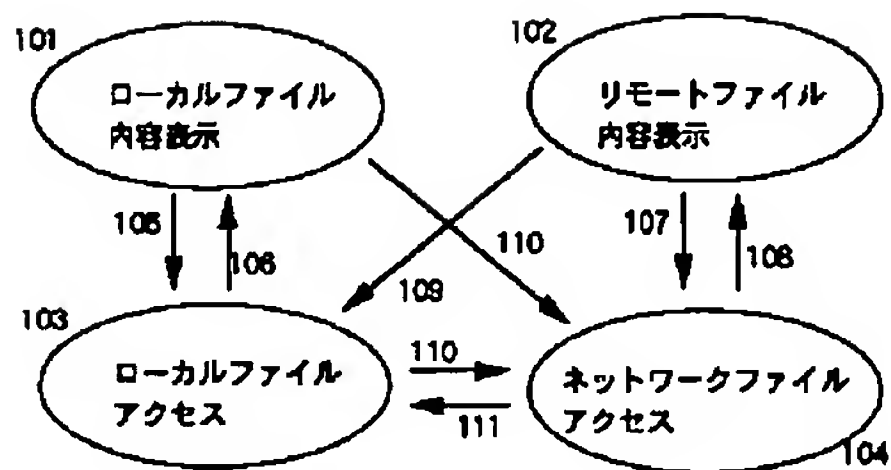 101
ローカルファイル
内容表示
102
リモートファイル
内容表示
105
106
110
109
107
108
103
ローカルファイル
アクセス
110
111
ネットワークファイル
アクセス
104